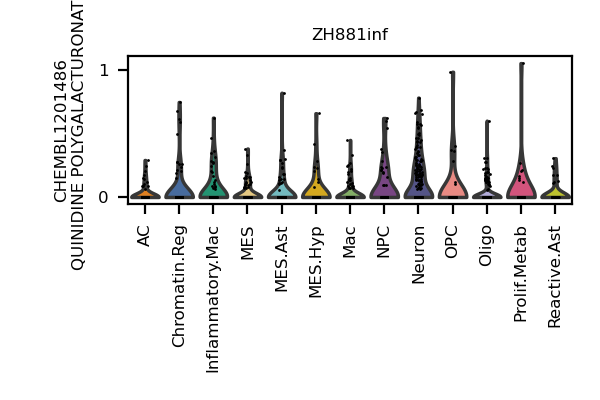 ZH881inf
CHEMBL1201486
QUINIDINE POLYGALACTURONAT
1
0
AC
Chromatin.Reg
Inflammatory.Mac
MES
MES.Ast
MES.Hyp
Mac
NPC
Neuron
OPC
Oligo
Prolif.Metab
Reactive.Ast